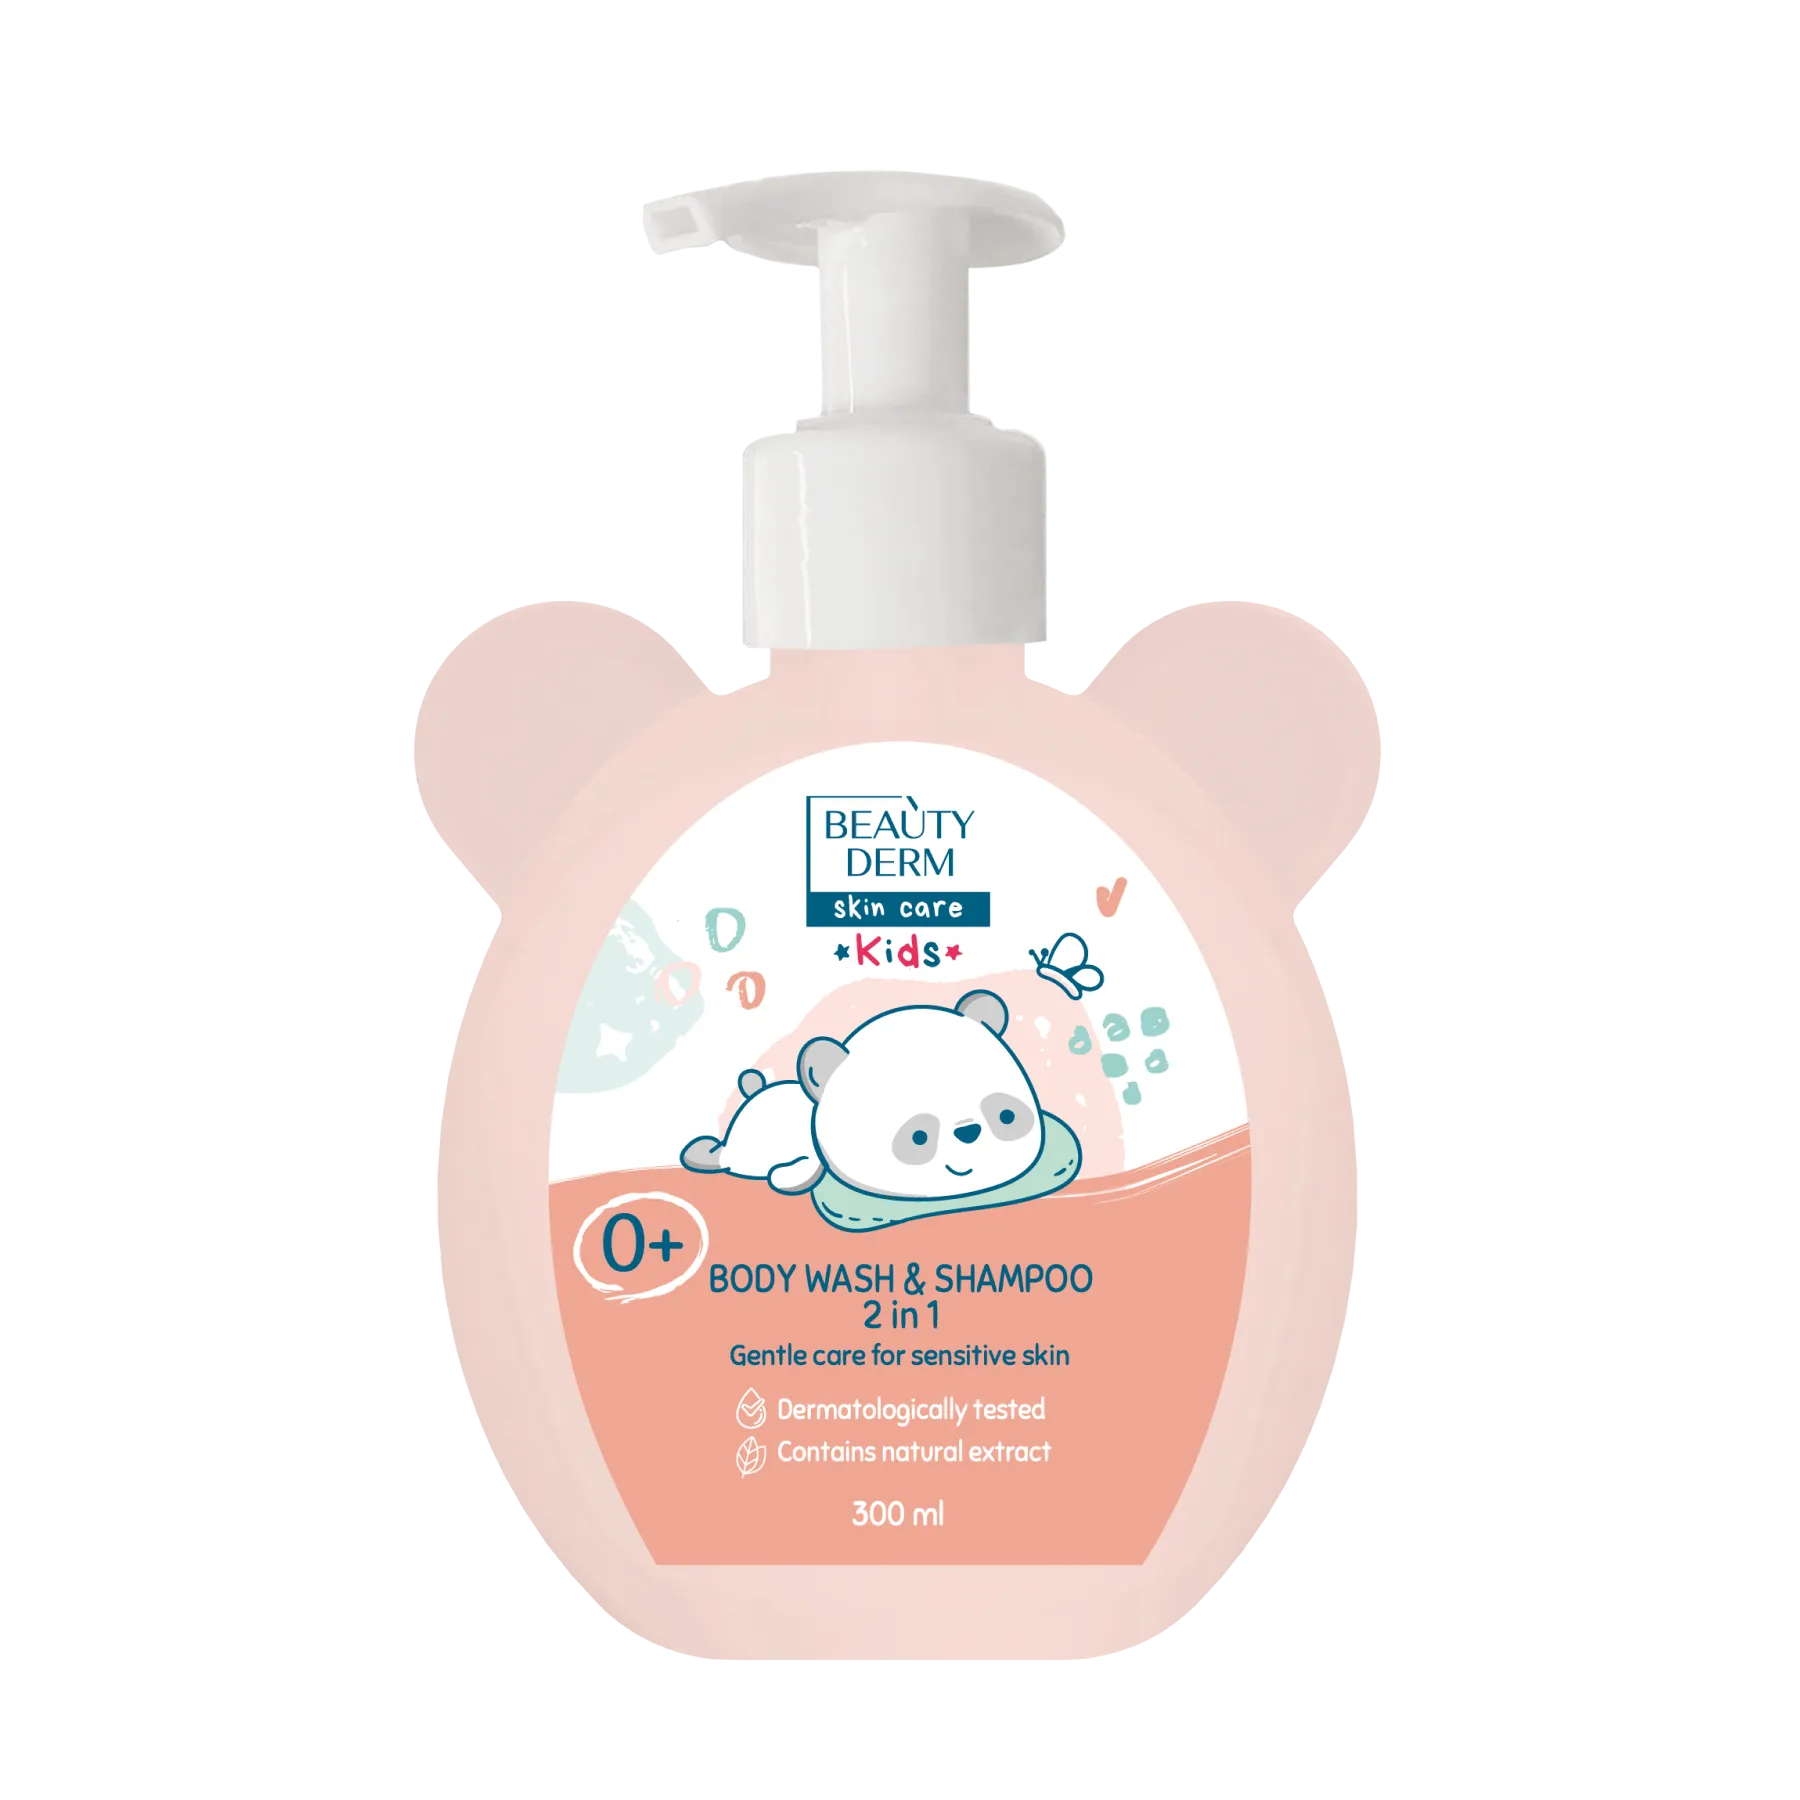 BEAÙTY
DERM
skin care
Kids
0+
BODY WASH & SHAMPOO
2 in 1
Gentle care for sensitive skin
Dermatologically tested
Contains natural extract
300 ml